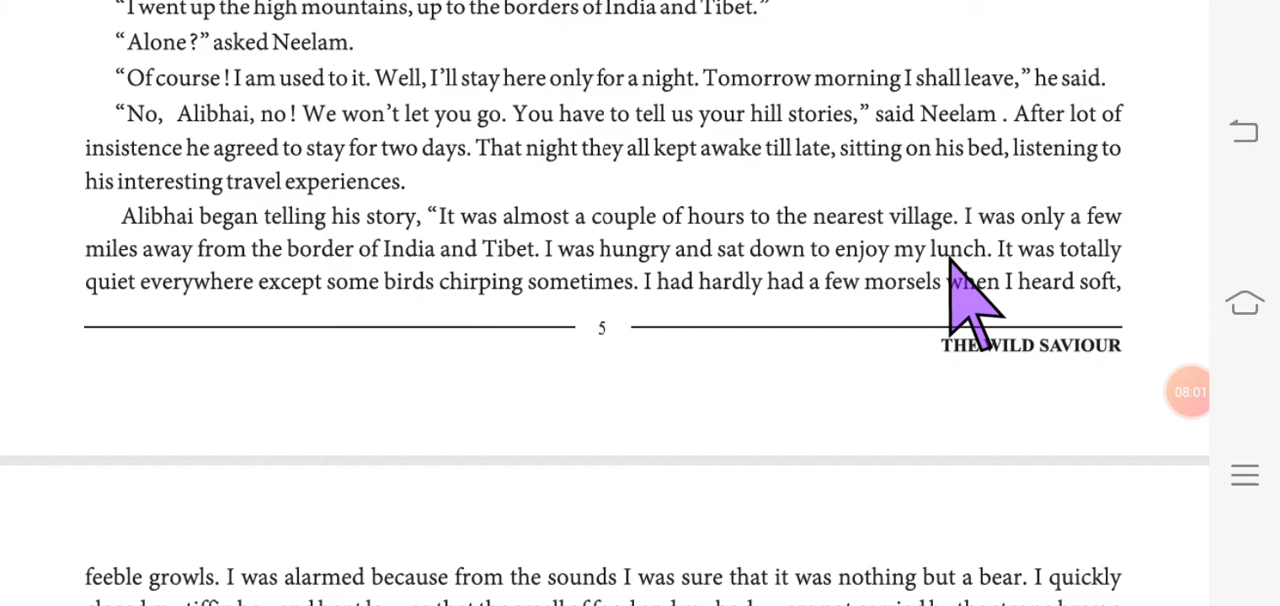 “I went up the high mountains, up to the borders of India and Tibet.”
“Alone?” asked Neelam.
“Of course ! I am used to it. Well, I’ll stay here only for a night. Tomorrow morning I shall leave,” he said.
“No, Alibhai, no ! We won’t let you go. You have to tell us your hill stories,” said Neelam . After lot of
insistence he agreed to stay for two days. That night they all kept awake till late, sitting on his bed, listening to
his interesting travel experiences.
Alibhai began telling his story, “It was almost a couple of hours to the nearest village. I was only a few
miles away from the border of India and Tibet. I was hungry and sat down to enjoy my lunch. It was totally
quiet everywhere except some birds chirping sometimes. I had hardly had a few morsels when I heard soft,
5
THE WILD SAVIOUR
08:01
feeble growls. I was alarmed because from the sounds I was sure that it was nothing but a bear. I quickly